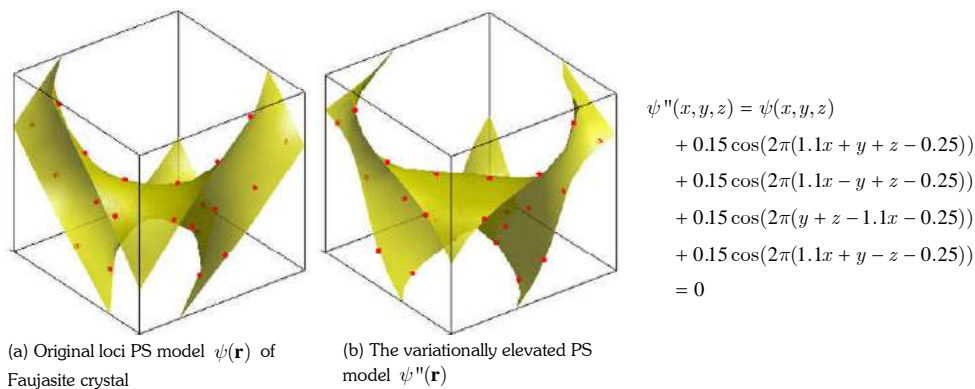 ψ"(x,y,z) = ψ(x,y,z)
+ 0.15 cos(2π(1.1x + y + z − 0.25))
+ 0.15 cos(2π(1.1x − y + z − 0.25))
+ 0.15 cos(2π(y + z − 1.1x − 0.25))
+ 0.15 cos(2π(1.1x + y − z − 0.25))
= 0
(a) Original loci PS model ψ(r) of
Faujasite crystal
(b) The variationally elevated PS
model ψ"(r)